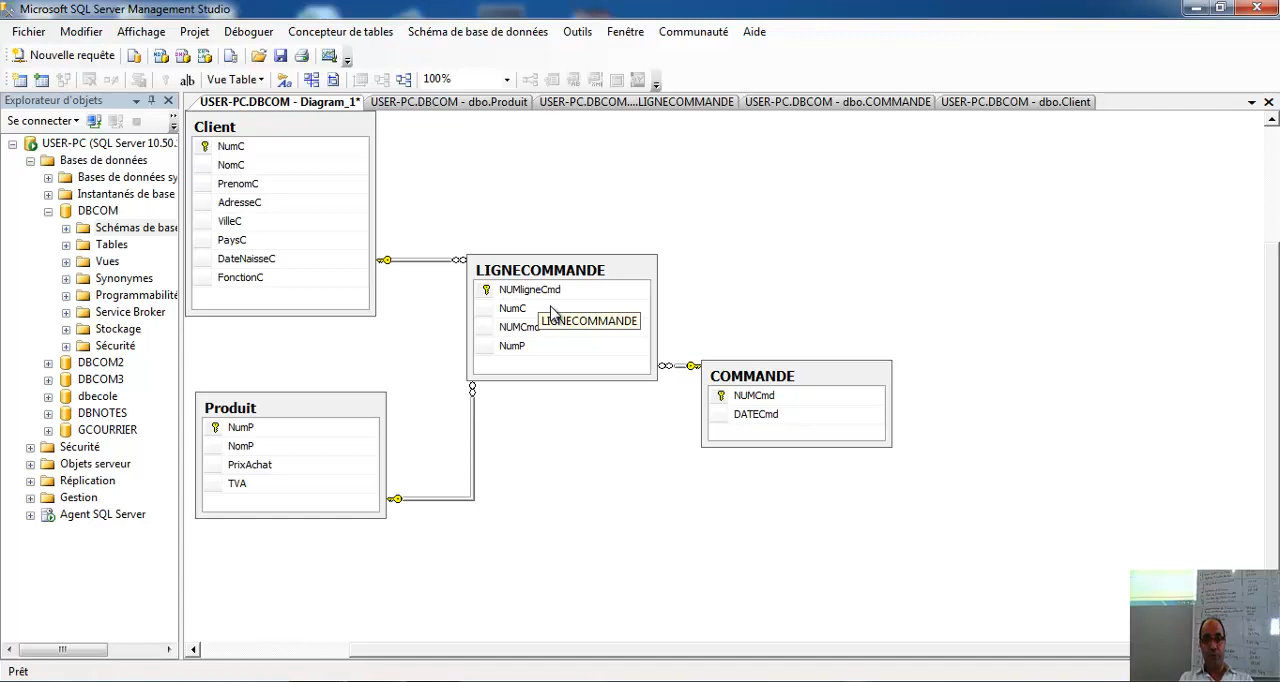 Microsoft SQL Server Management Studio
Fichier Modifier Affichage Projet Déboguer Concepteur de tables Schéma de base de données Outils Fenêtre Communauté Aide
Nouvelle requête
Vue Table 100%
Explorateur d'objets
USER-PC.DBCOM - Diagram_1* USER-PC.DBCOM - dbo.Produit USER-PC.DBCOM....LIGNECOMMANDE USER-PC.DBCOM - dbo.COMMANDE USER-PC.DBCOM - dbo.Client
Se connecter
USER-PC (SQL Server 10.50.
Bases de données
Bases de données sy
Instantanés de base
DBCOM
Schémas de base
Tables
Vues
Synonymes
Programmabilité
Service Broker
Stockage
Sécurité
DBCOM2
DBCOM3
dbecole
DBNOTES
GCOURRIER
Sécurité
Objets serveur
Réplication
Gestion
Agent SQL Server
Client
NumC
NomC
PrenomC
AdresseC
VilleC
PaysC
DateNaisseC
FonctionC
LIGNECOMMANDE
NUMligneCmd
NumC
NUMCmd
NumP
LIGNECOMMANDE
COMMANDE
NUMCmd
DATECmd
Produit
NumP
NomP
PrixAchat
TVA
Prêt